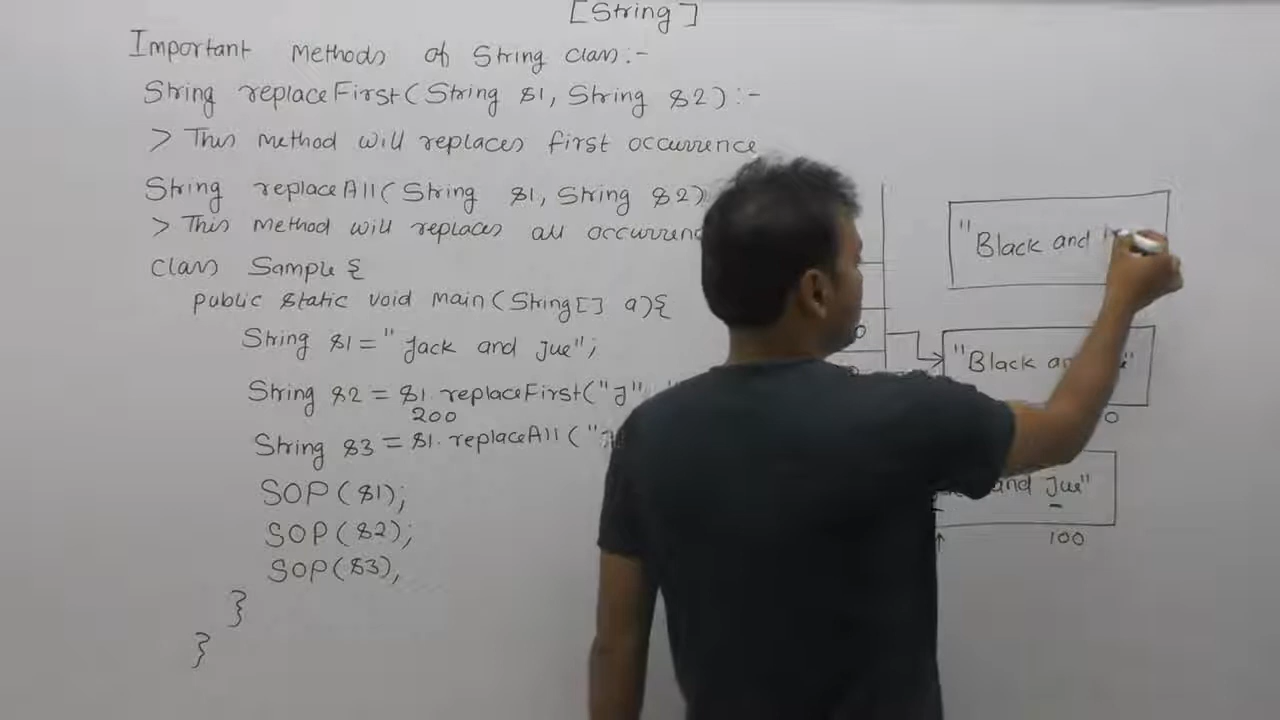 [String]
Important Methods of String class:-
String replaceFirst(String s1, String s2):-
> This method will replaces first occurrence
String replaceAll(String s1, String s2)
> This method will replaces all occurrenc
class Sample{
public static void main(String[] a){
String s1="Jack and Jue";
String s2 = s1.replaceFirst("J"
200
String s3 = s1.replaceAll("J
SOP(s1);
SOP(s2);
SOP(s3);
}
}
"Black and
"Black an
0
and Jue"
100